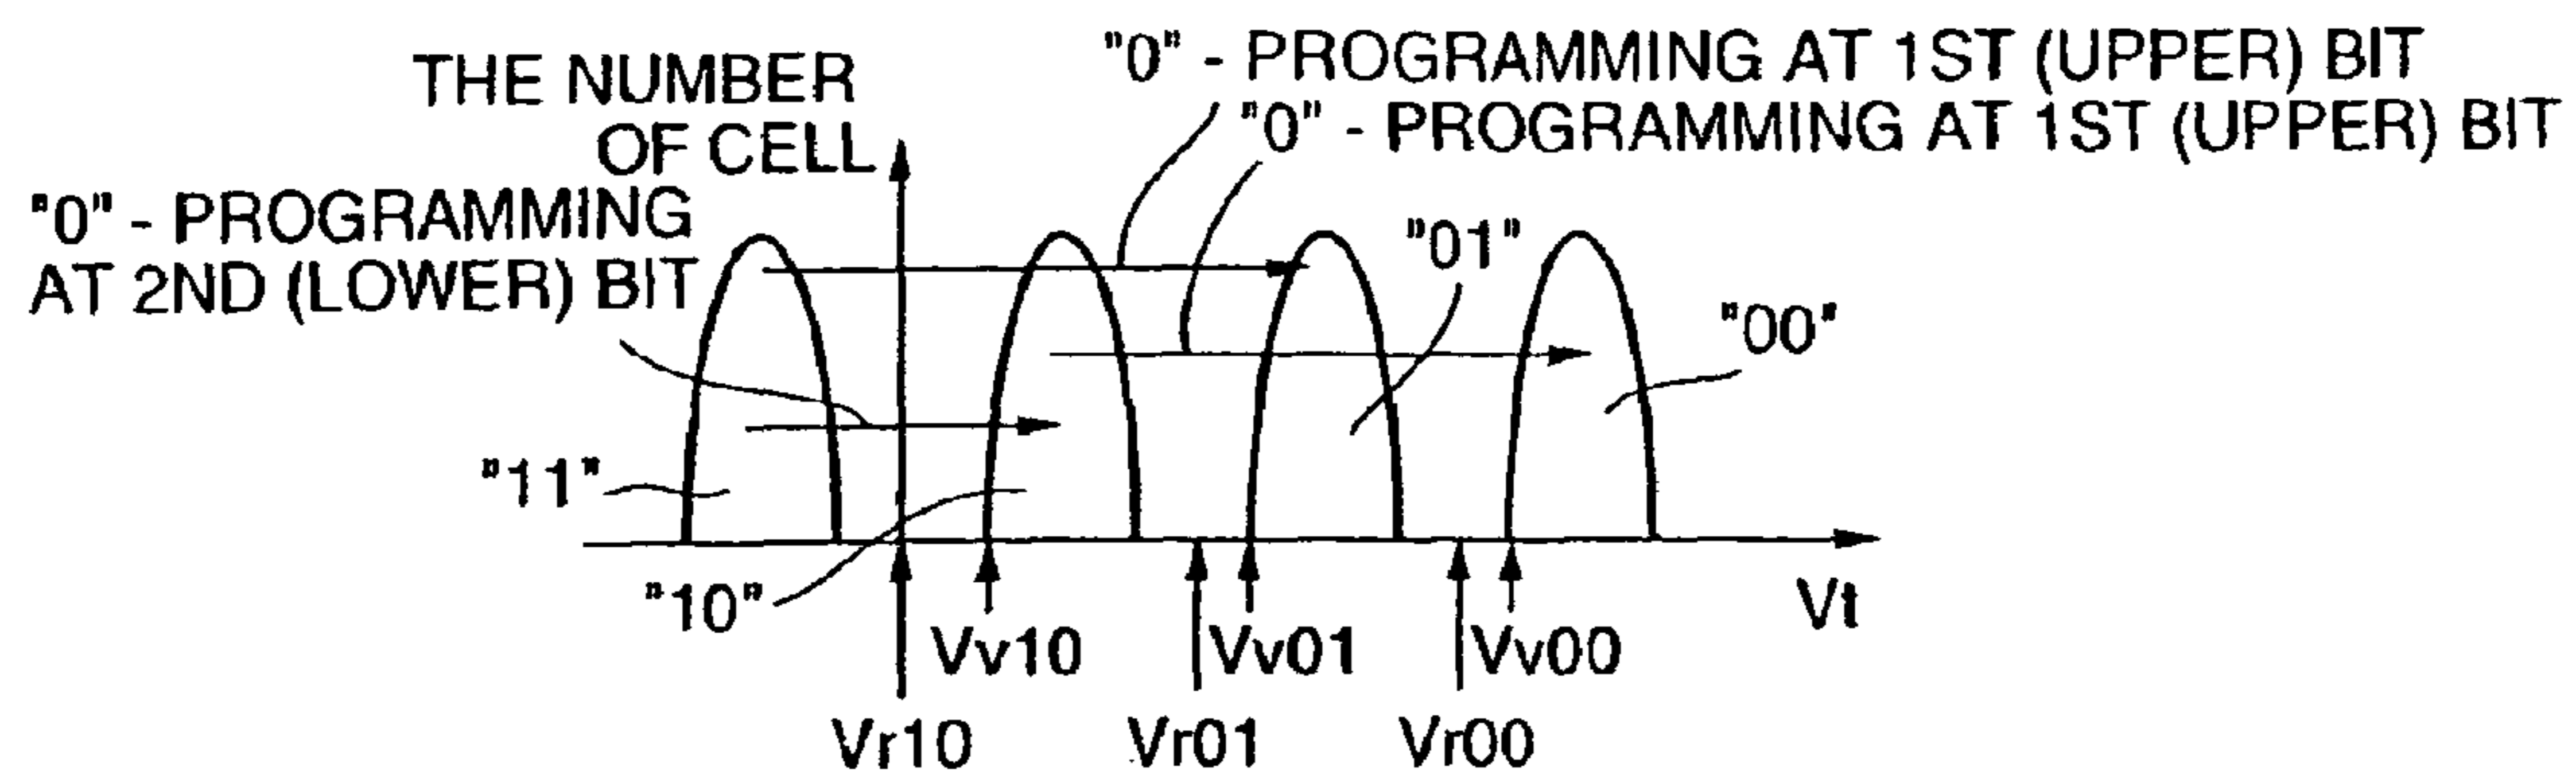 "0" - PROGRAMMING AT 1ST (UPPER) BIT
"0" - PROGRAMMING AT 1ST (UPPER) BIT
THE NUMBER
OF CELL
"0" - PROGRAMMING
AT 2ND (LOWER) BIT
"01"
"00"
"11"
"10"
Vt
Vv10
Vv01
Vv00
Vr10
Vr01
Vr00